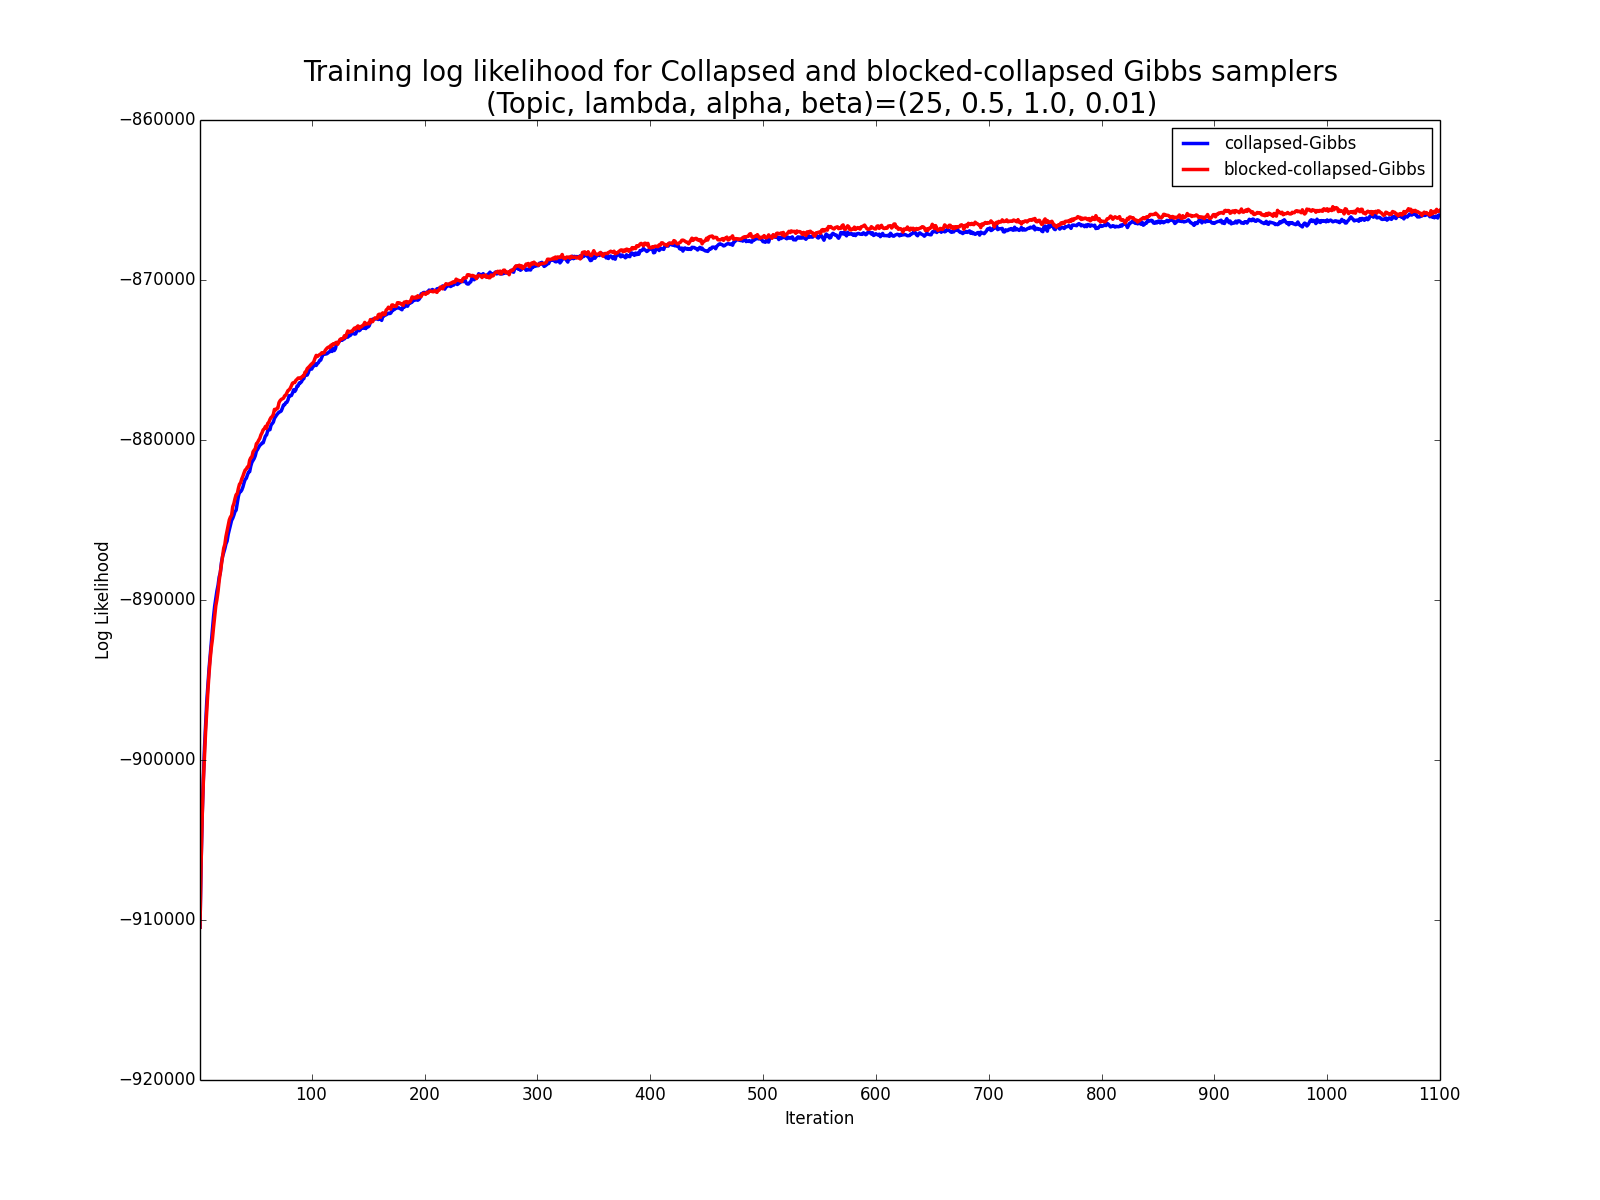 Training log likelihood for Collapsed and blocked-collapsed Gibbs samplers
(Topic, lambda, alpha, beta)=(25, 0.5, 1.0, 0.01)
collapsed-Gibbs
blocked-collapsed-Gibbs
−860000
−870000
−880000
−890000
−900000
−910000
−920000
Log Likelihood
100 200 300 400 500 600 700 800 900 1000 1100
Iteration